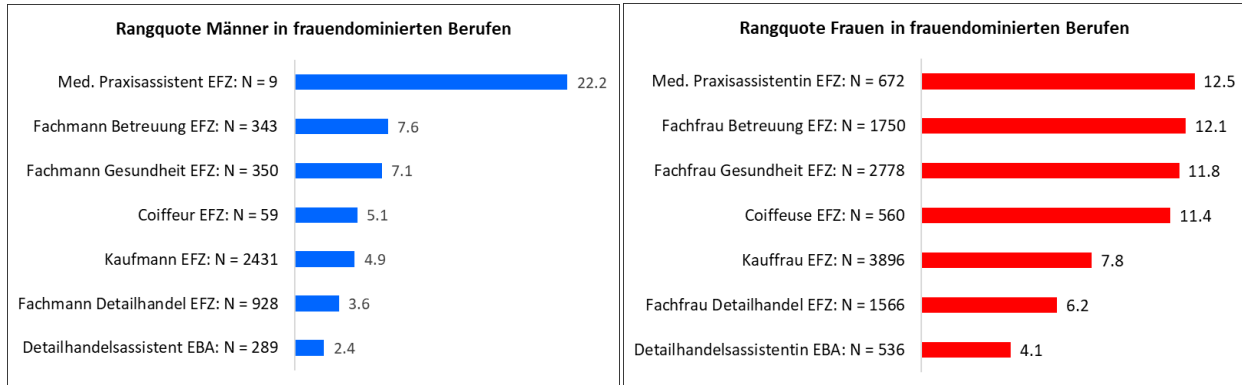 Rangquote Männer in frauendominierten Berufen
Med. Praxisassistent EFZ: N = 9 22.2
Fachmann Betreuung EFZ: N = 343 7.6
Fachmann Gesundheit EFZ: N = 350 7.1
Coiffeur EFZ: N = 59 5.1
Kaufmann EFZ: N = 2431 4.9
Fachmann Detailhandel EFZ: N = 928 3.6
Detailhandelsassistent EBA: N = 289 2.4
Rangquote Frauen in frauendominierten Berufen
Med. Praxisassistentin EFZ: N = 672 12.5
Fachfrau Betreuung EFZ: N = 1750 12.1
Fachfrau Gesundheit EFZ: N = 2778 11.8
Coiffeuse EFZ: N = 560 11.4
Kauffrau EFZ: N = 3896 7.8
Fachfrau Detailhandel EFZ: N = 1566 6.2
Detailhandelsassistentin EBA: N = 536 4.1